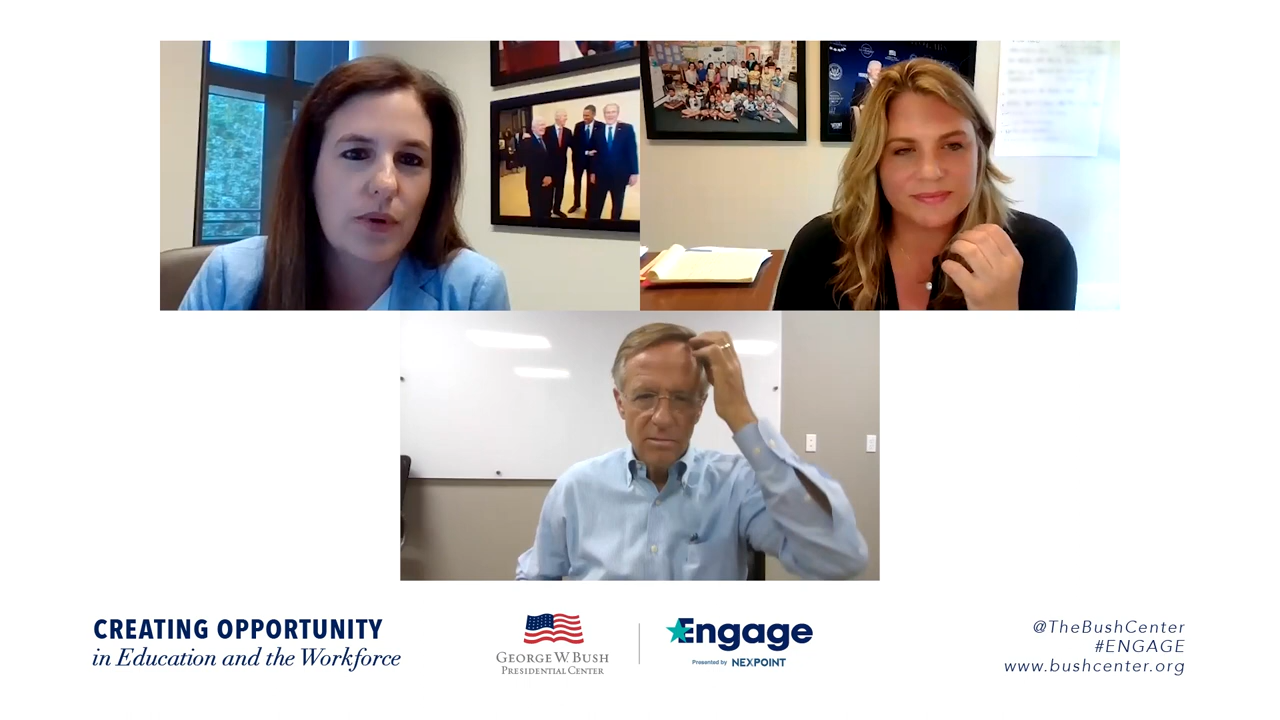 CREATING OPPORTUNITY
in Education and the Workforce
GEORGE W. BUSH
PRESIDENTIAL CENTER
Engage
Presented by NEXPOINT
@TheBushCenter
#ENGAGE
www.bushcenter.org